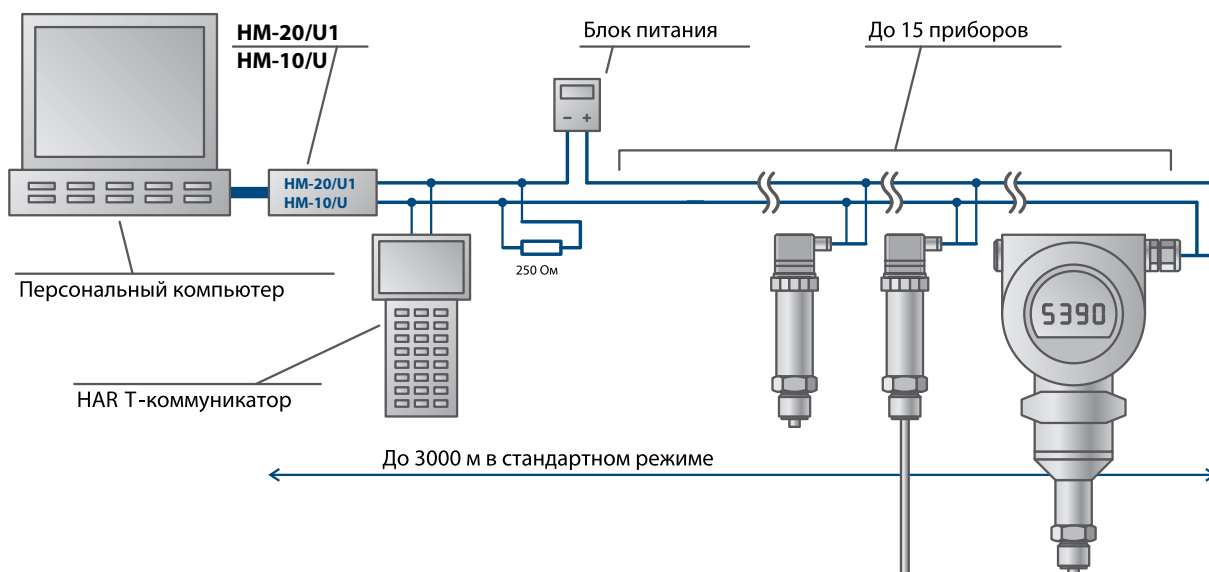 HM-20/U1
HM-10/U
Блок питания
До 15 приборов
– +
HM-20/U1
HM-10/U
250 Ом
Персональный компьютер
5390
HAR T-коммуникатор
До 3000 м в стандартном режиме